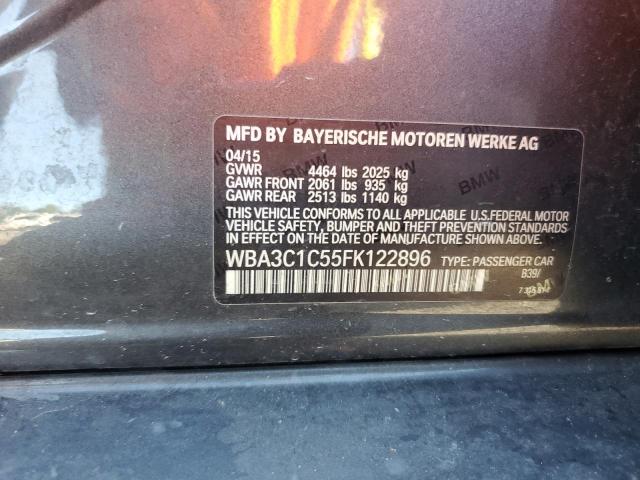 MFD BY BAYERISCHE MOTOREN WERKE AG
04/15
GVWR 4464 lbs 2025 kg
GAWR FRONT 2061 lbs 935 kg
GAWR REAR 2513 lbs 1140 kg
THIS VEHICLE CONFORMS TO ALL APPLICABLE U.S.FEDERAL MOTOR
VEHICLE SAFETY, BUMPER, AND THEFT PREVENTION STANDARDS
IN EFFECT ON THE DATE OF MANUFACTURE SHOWN ABOVE.
WBA3C1C55FK122896 TYPE: PASSENGER CAR
B39/
BMW